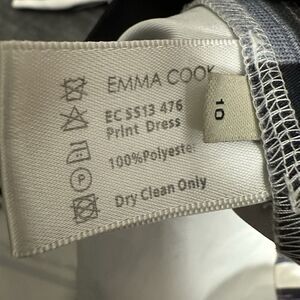 EMMA COOK
EC SS13 476
Print Dress
100%Polyester
Dry Clean Only
10
P